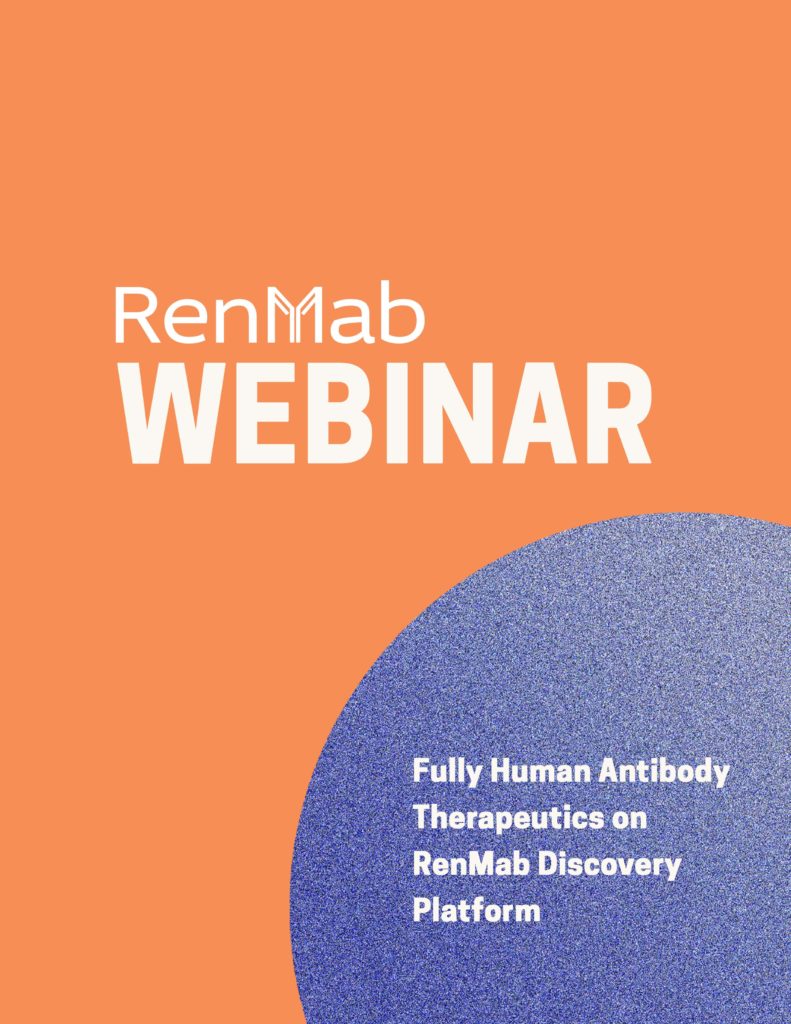 RenMab
WEBINAR
Fully Human Antibody
Therapeutics on
RenMab Discovery
Platform